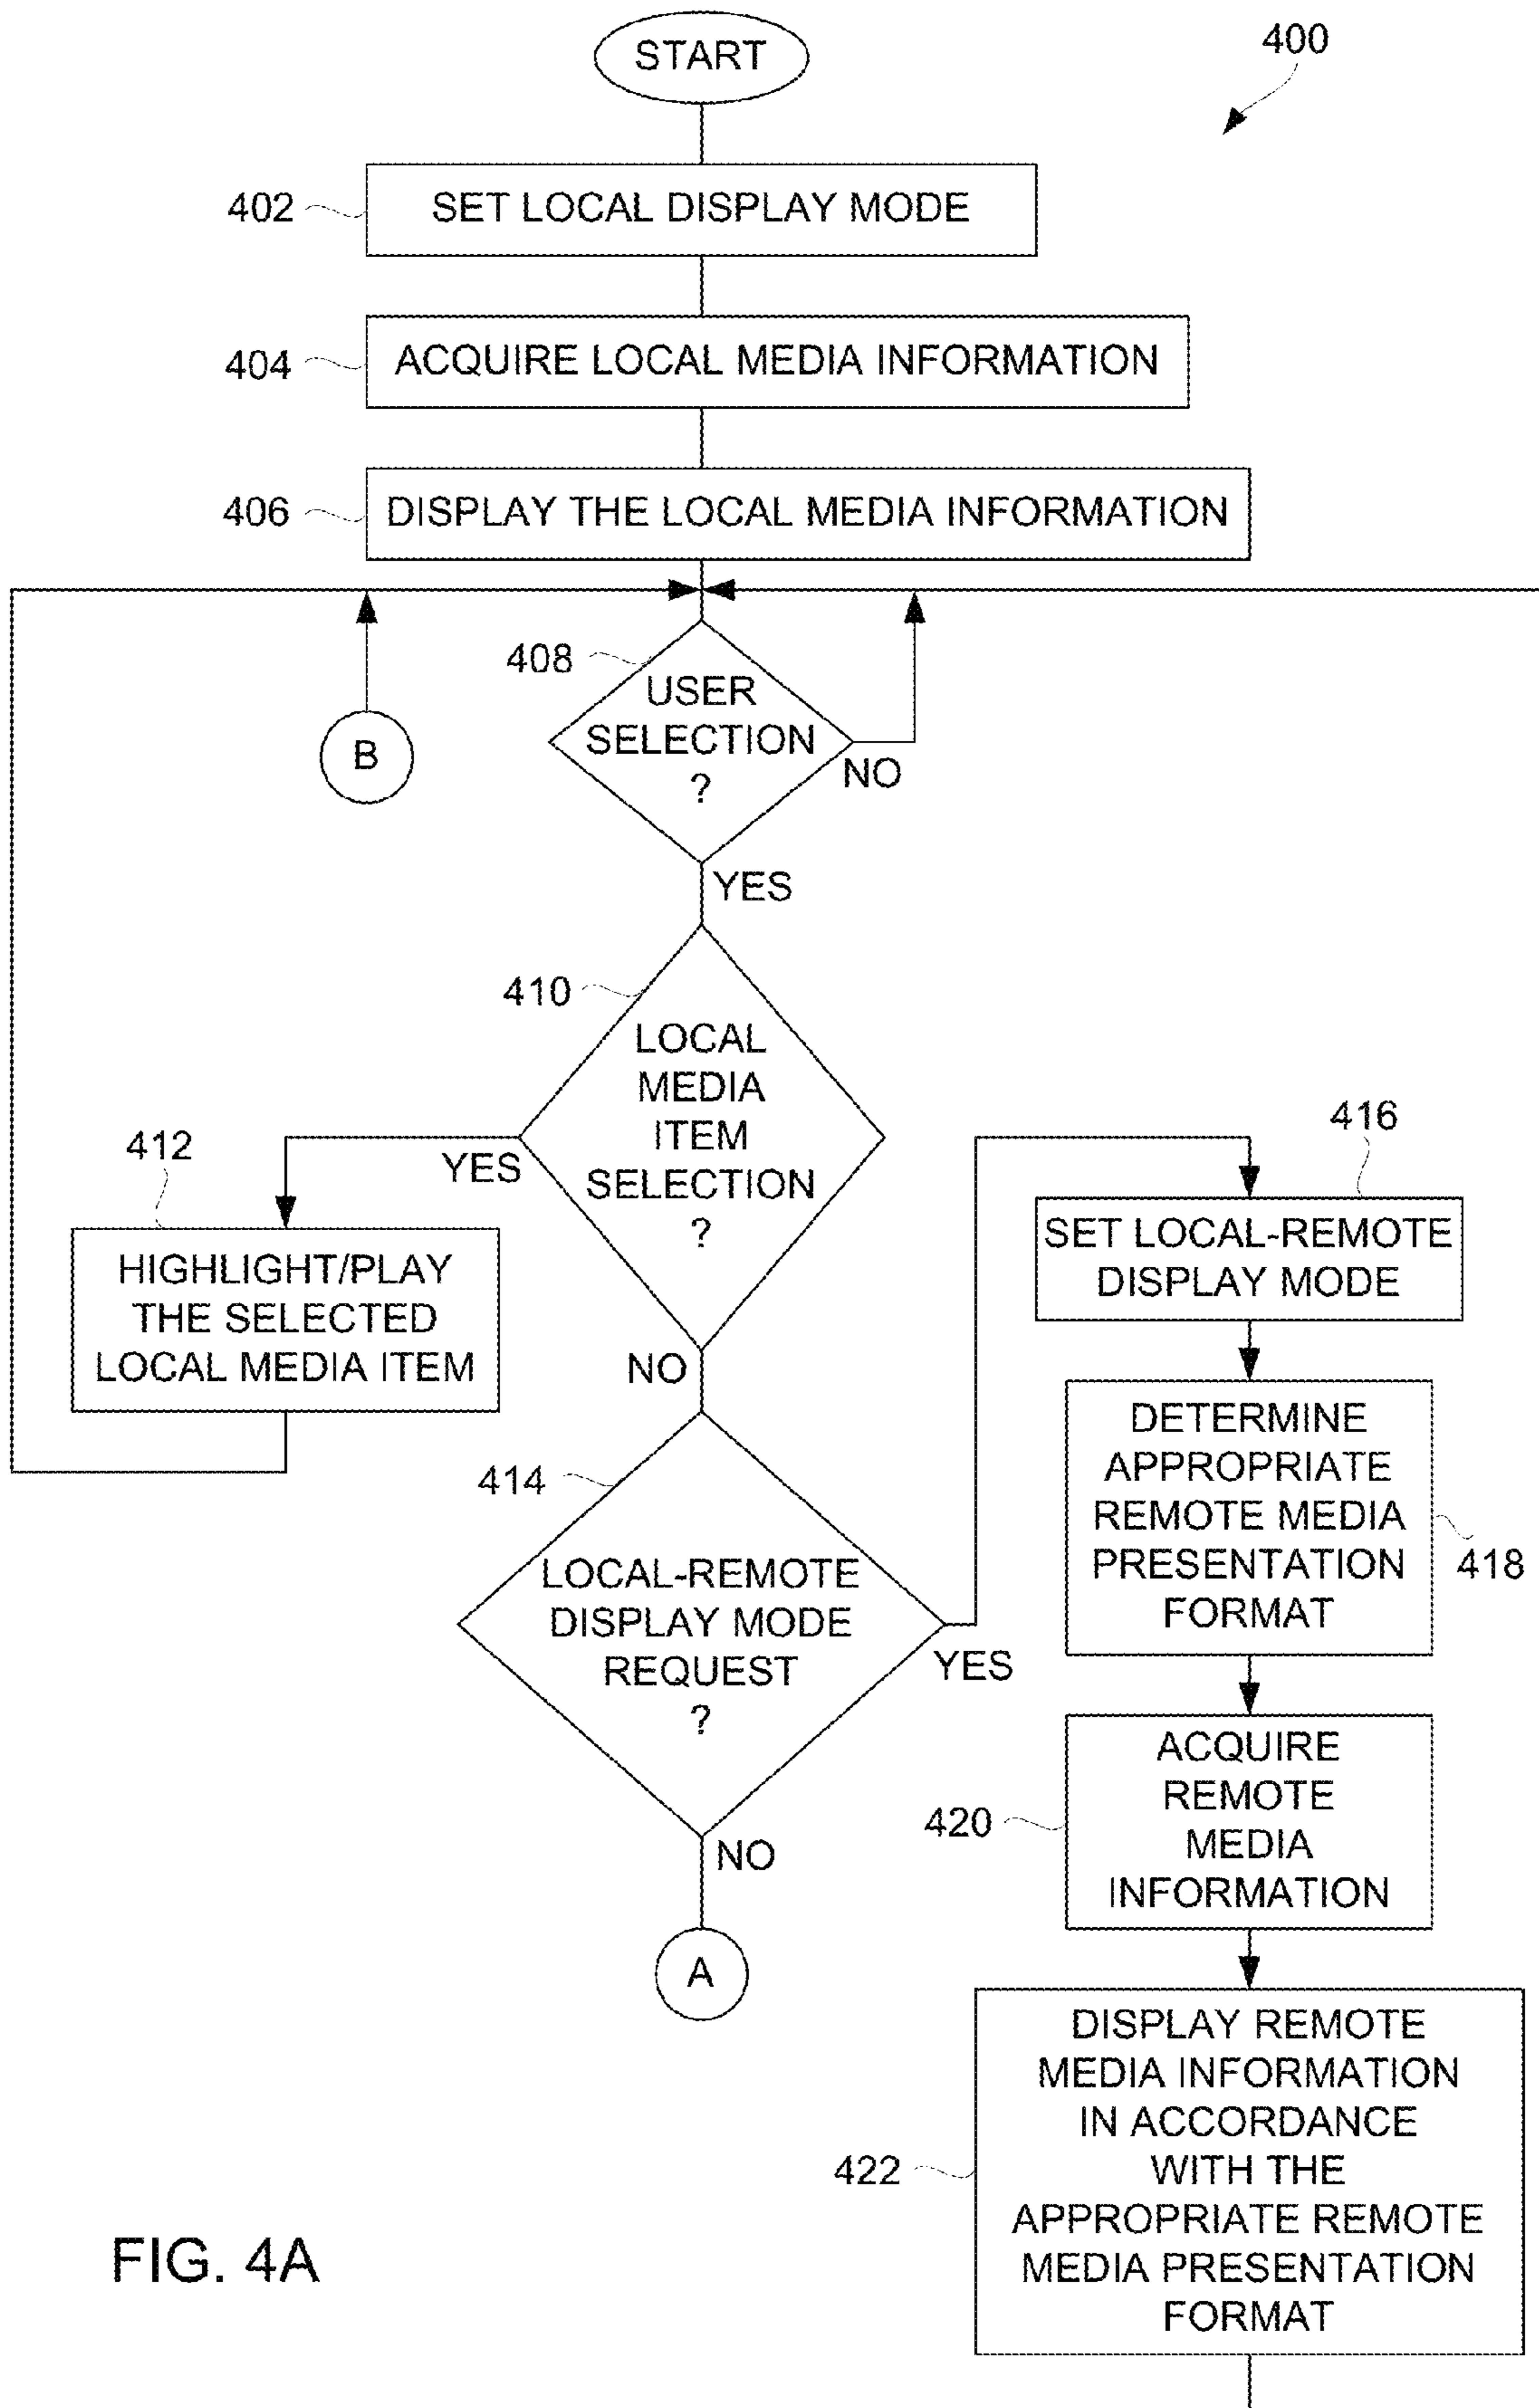 START
400
402
SET LOCAL DISPLAY MODE
404
ACQUIRE LOCAL MEDIA INFORMATION
406
DISPLAY THE LOCAL MEDIA INFORMATION
408
USER
SELECTION
?
NO
B
YES
410
LOCAL
MEDIA
ITEM
SELECTION
?
YES
412
HIGHLIGHT/PLAY
THE SELECTED
LOCAL MEDIA ITEM
NO
414
LOCAL-REMOTE
DISPLAY MODE
REQUEST
?
YES
NO
A
416
SET LOCAL-REMOTE
DISPLAY MODE
DETERMINE
APPROPRIATE
REMOTE MEDIA
PRESENTATION
FORMAT
418
420
ACQUIRE
REMOTE
MEDIA
INFORMATION
422
DISPLAY REMOTE
MEDIA INFORMATION
IN ACCORDANCE
WITH THE
APPROPRIATE REMOTE
MEDIA PRESENTATION
FORMAT
FIG. 4A